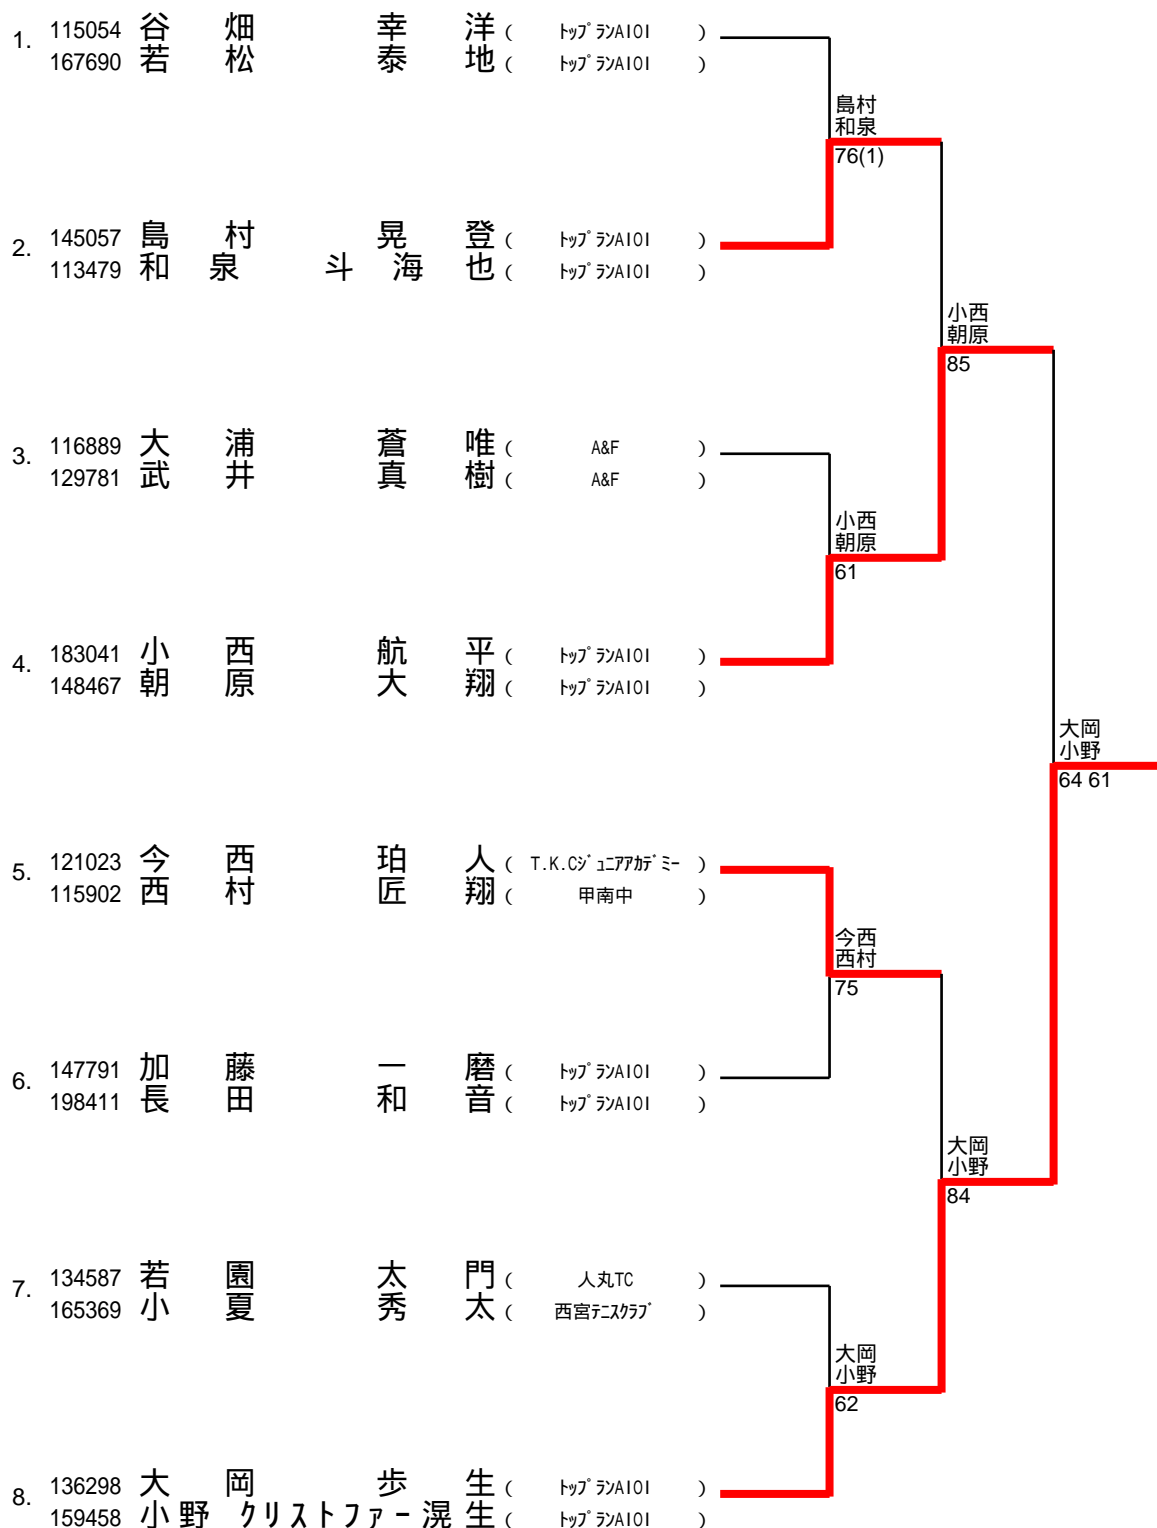 1. 115054 谷畑 幸洋 ( ﾄｯﾌﾟﾗﾝAIOI )
167690 若松 泰地 ( ﾄｯﾌﾟﾗﾝAIOI )
島村
和泉
76(1)
2. 145057 島村 晃登 ( ﾄｯﾌﾟﾗﾝAIOI )
113479 和泉 斗海也 ( ﾄｯﾌﾟﾗﾝAIOI )
小西
朝原
85
3. 116889 大浦 蒼唯 ( A&F )
129781 武井 真樹 ( A&F )
小西
朝原
61
4. 183041 小西 航平 ( ﾄｯﾌﾟﾗﾝAIOI )
148467 朝原 大翔 ( ﾄｯﾌﾟﾗﾝAIOI )
大岡
小野
64 61
5. 121023 今西 珀人 ( T.K.Cｼﾞｭﾆｱｱｶﾃﾞﾐｰ )
115902 西村 匠翔 ( 甲南中 )
今西
西村
75
6. 147791 加藤 一磨 ( ﾄｯﾌﾟﾗﾝAIOI )
198411 長田 和音 ( ﾄｯﾌﾟﾗﾝAIOI )
大岡
小野
84
7. 134587 若園 太門 ( 人丸TC )
165369 小夏 秀太 ( 西宮ﾃﾆｽｸﾗﾌﾞ )
大岡
小野
62
8. 136298 大岡 歩生 ( ﾄｯﾌﾟﾗﾝAIOI )
159458 小野 クリストファー滉生 ( ﾄｯﾌﾟﾗﾝAIOI )